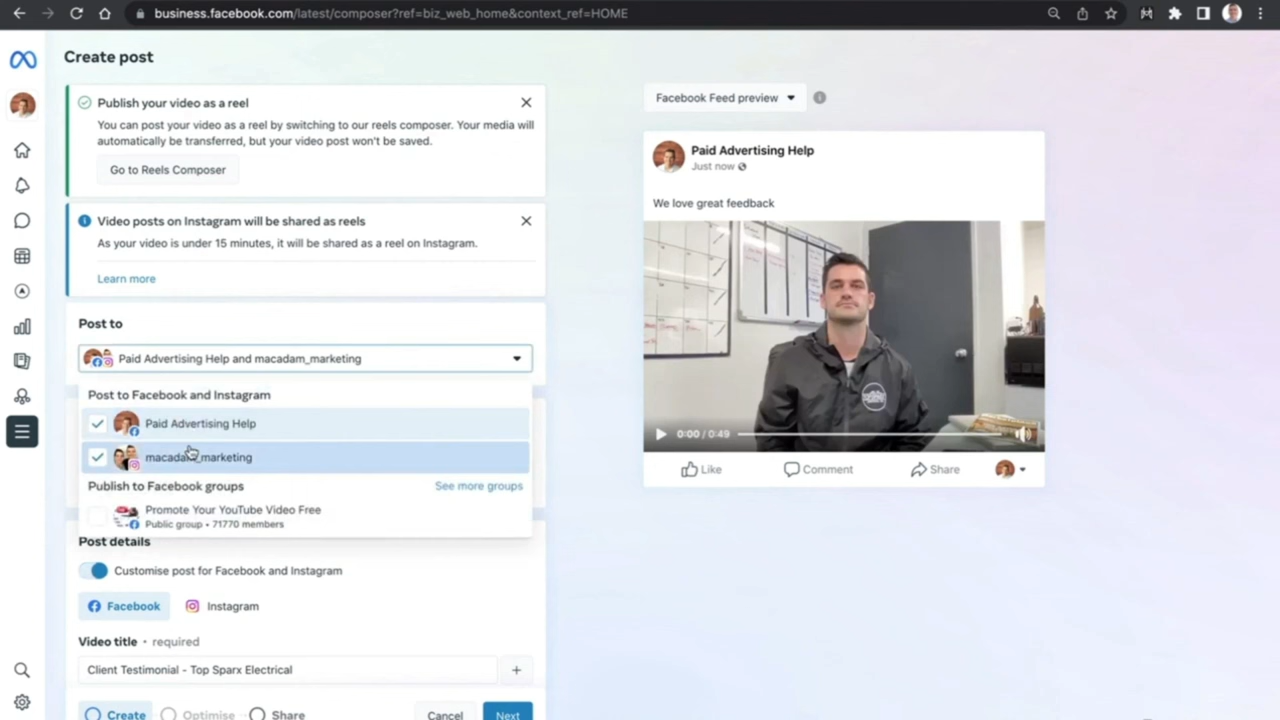 business.facebook.com/latest/composer?ref=biz_web_home&context_ref=HOME
Create post
Publish your video as a reel
You can post your video as a reel by switching to our reels composer. Your media will
automatically be transferred, but your video post won't be saved.
Go to Reels Composer
Video posts on Instagram will be shared as reels
As your video is under 15 minutes, it will be shared as a reel on Instagram.
Learn more
Post to
Paid Advertising Help and macadam_marketing
Post to Facebook and Instagram
Paid Advertising Help
macadam_marketing
Publish to Facebook groups
See more groups
Promote Your YouTube Video Free
Public group • 71770 members
Post details
Customise post for Facebook and Instagram
Facebook
Instagram
Video title • required
Client Testimonial - Top Sparx Electrical
Create
Optimise
Share
Cancel
Next
Facebook Feed preview
Paid Advertising Help
Just now
We love great feedback
0:00 / 0:49
Like
Comment
Share